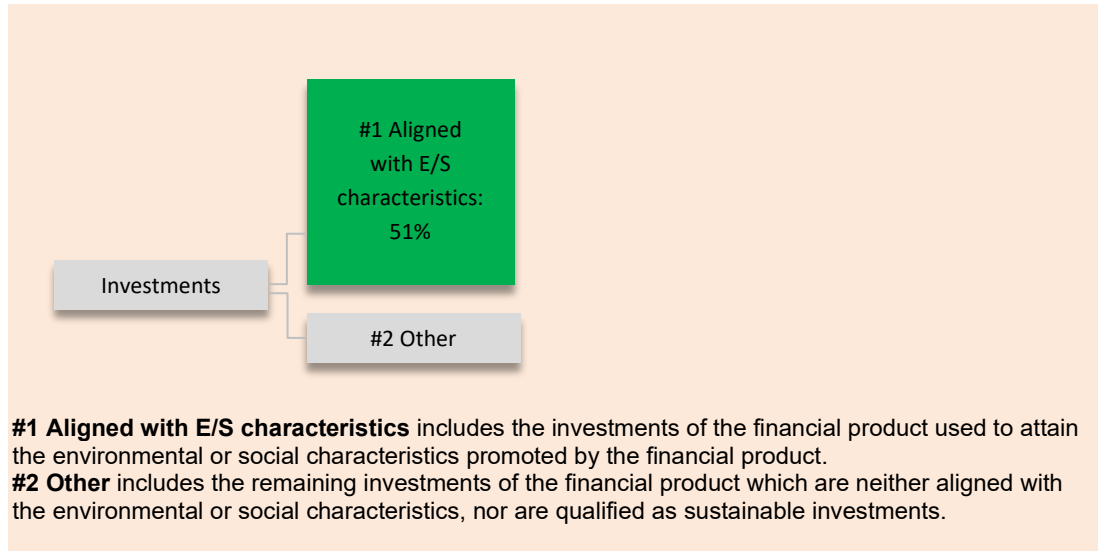 #1 Aligned
with E/S
characteristics:
51%
Investments
#2 Other
#1 Aligned with E/S characteristics includes the investments of the financial product used to attain
the environmental or social characteristics promoted by the financial product.
#2 Other includes the remaining investments of the financial product which are neither aligned with
the environmental or social characteristics, nor are qualified as sustainable investments.